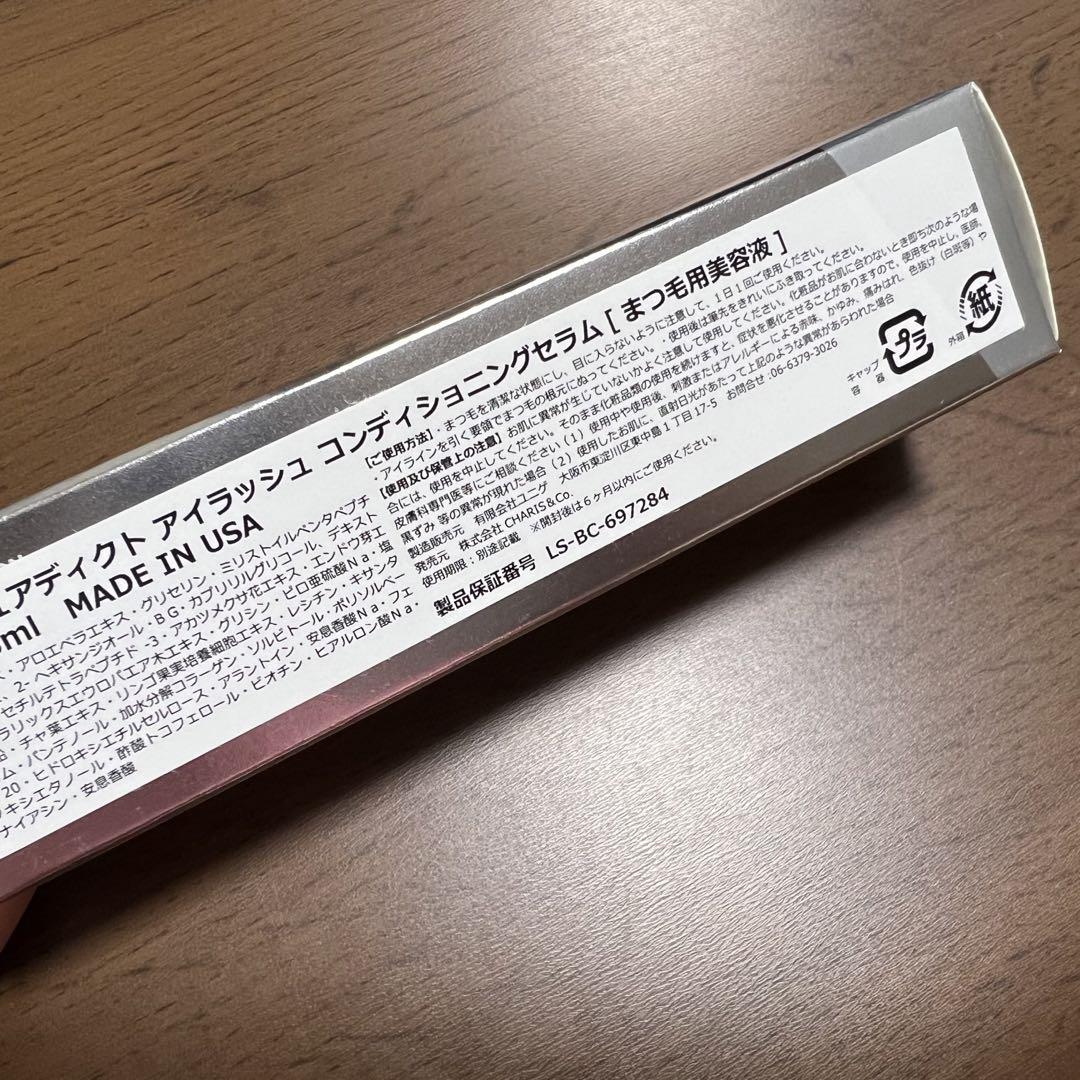 アディクト アイラッシュ コンディショニングセラム [ まつ毛用美容液 ]
ml MADE IN USA
アロエベラエキス・グリセリン・ミリストイルペンタペプチ
2-ヘキサンジオール・BG・カプリリルグリコール、デキスト
セチルテトラペプチド-3・アカツメクサ花エキス・エンドウ芽エ
ラリックスエウロパエア木エキス・グリシン・ピロ亜硫酸Na・塩
チャ葉エキス・リンゴ果実培養細胞エキス・レシチン・キサンタ
ム・パンテノール・加水分解コラーゲン・ソルビトール・ポリソルベー
20・ヒドロキシエチルセルロース・アラントイン・安息香酸Na・フェ
キシエタノール・酢酸トコフェロール・ビオチン・ヒアルロン酸Na・
ナイアシン・安息香酸
【ご使用方法】・まつ毛を清潔な状態にし、目に入らないように注意して、1日1回ご使用ください。
・アイラインを引く要領でまつ毛の根元にぬってください。・使用後は筆先をきれいにふき取ってください。
【使用及び保管上の注意】お肌に異常が生じていないかよく注意して使用してください。化粧品がお肌に合わないとき即ち次のような場
合には、使用を中止してください。そのまま化粧品類の使用を続けますと、症状を悪化させることがありますので、使用を中止し、医師、
皮膚科専門医等にご相談ください（1）使用中や使用後、刺激またはアレルギーによる赤味、かゆみ、痛みはれ、色抜け（白斑等）や
黒ずみ 等の異常が現れた場合（2）使用したお肌に、直射日光があたって上記のような異常があらわれた場合
製造販売元 有限会社ユニゲ 大阪市東淀川区東中島1丁目17-5 お問合せ:06-6379-3026
発売元 株式会社 CHARIS&Co.
使用期限:別途記載 ※開封後は6ヶ月以内にご使用ください。
製品保証番号 LS-BC-697284
キャップ
容 器
プラ
外箱
紙